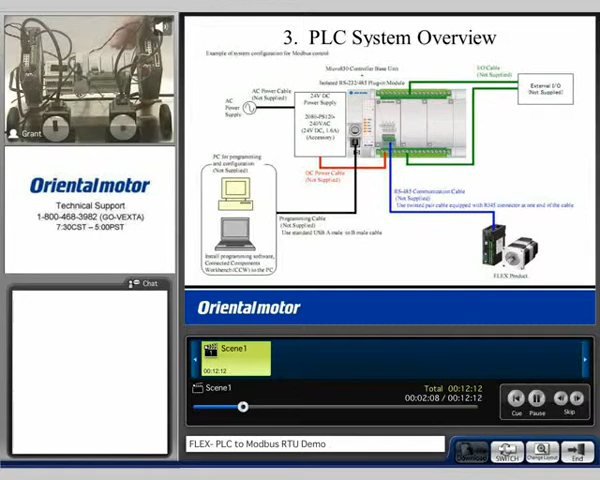 Grant
Orientalmotor
Technical Support
1-800-468-3982 (GO-VEXTA)
7:30CST – 5:00PST
Chat
3. PLC System Overview
Example of system configuration for Modbus control
Micro830 Controller Base Unit
+
Isolated RS-232/485 Plug-in Module
I/O Cable
(Not Supplied)
External I/O
(Not Supplied)
AC Power Cable
(Not Supplied)
AC
Power
Supply
24V DC
Power Supply
2080-PS120-
240VAC
(24V DC, 1.6A)
(Accessory)
PC for programming
and configuration
(Not Supplied)
DC Power Cable
(Not Supplied)
RS-485 Communication Cable
(Not Supplied)
Use twisted pair cable equipped with RJ45 connector at one end of the cable
Programming Cable
(Not Supplied)
Use standard USB A male to B male cable
Install programming software,
Connected Components
Workbench (CCW) to the PC
FLEX Product
Orientalmotor
Scene1
1
00:12:12
Scene1
Total 00:12:12
00:02:08 / 00:12:12
Cue
Pause
Skip
FLEX- PLC to Modbus RTU Demo
SWITCH
Change Layout
End